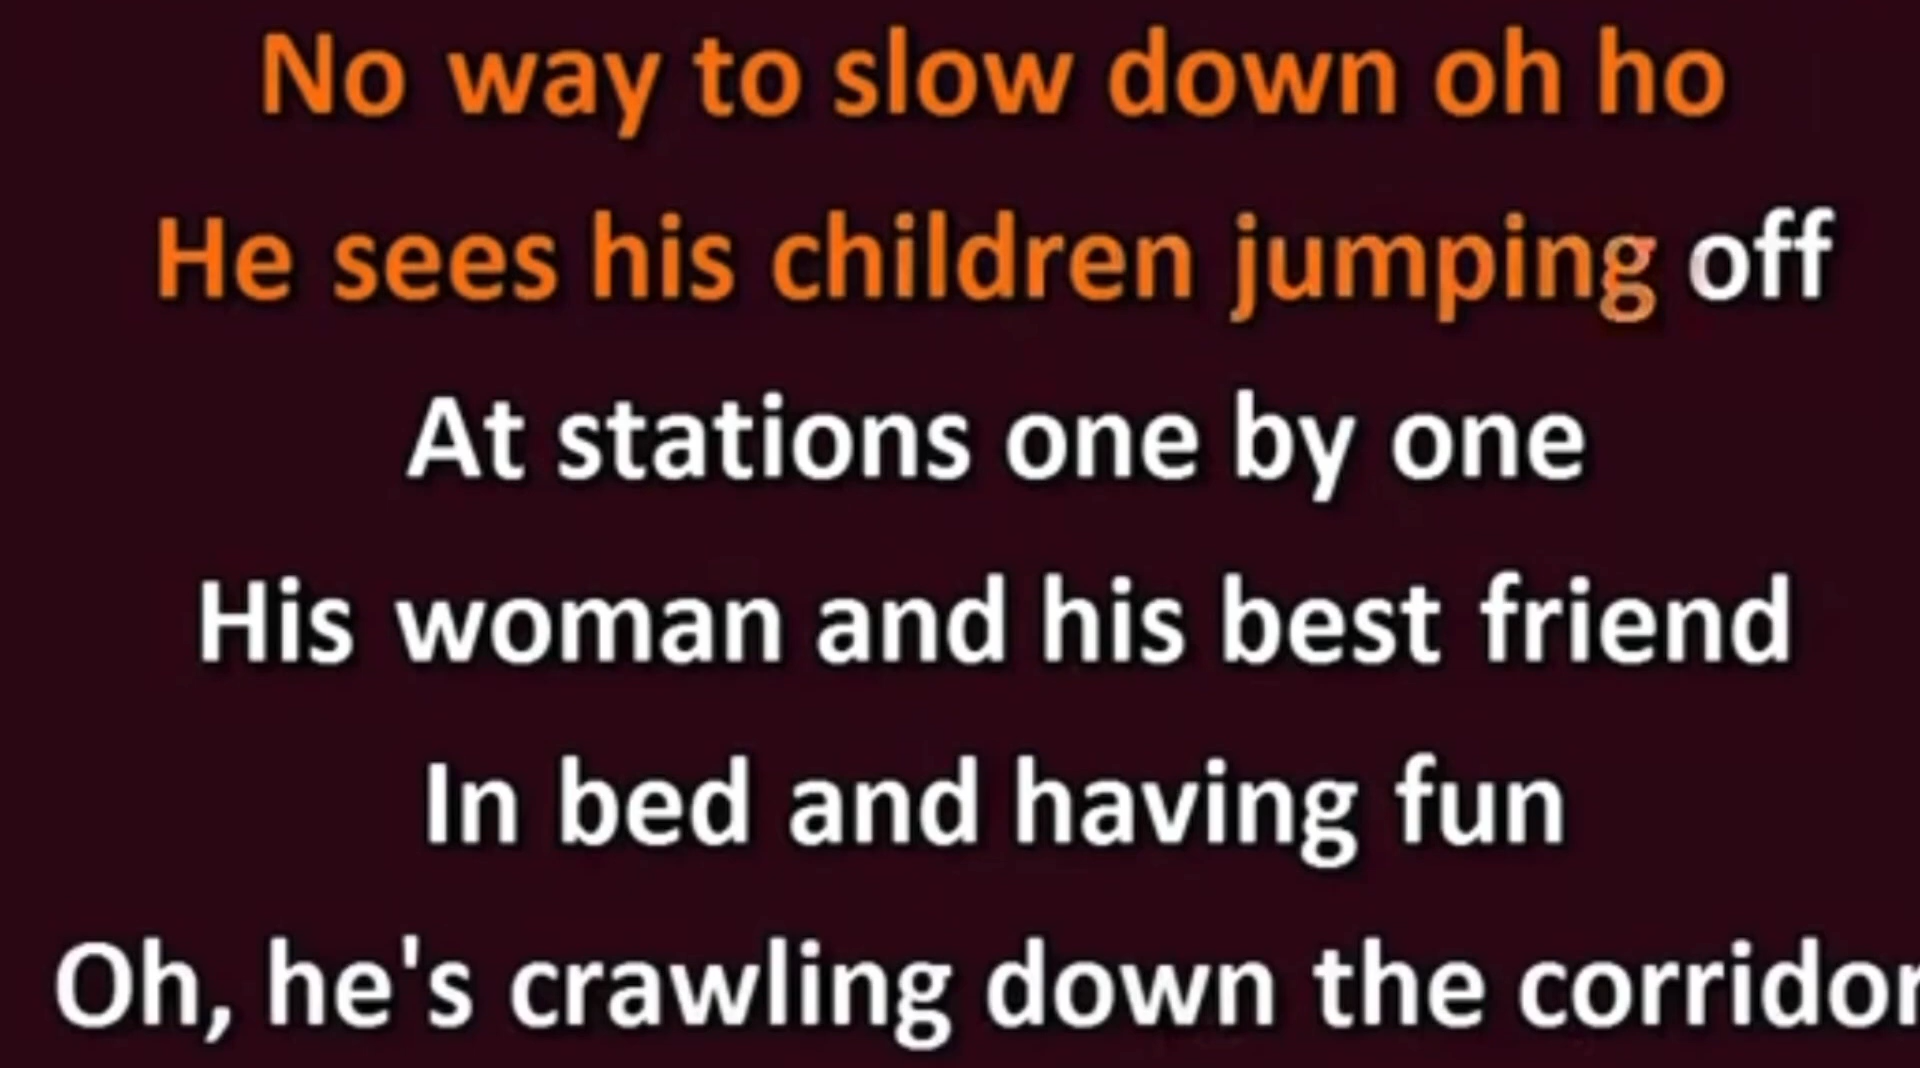 No way to slow down oh ho
He sees his children jumping off
At stations one by one
His woman and his best friend
In bed and having fun
Oh, he's crawling down the corridor